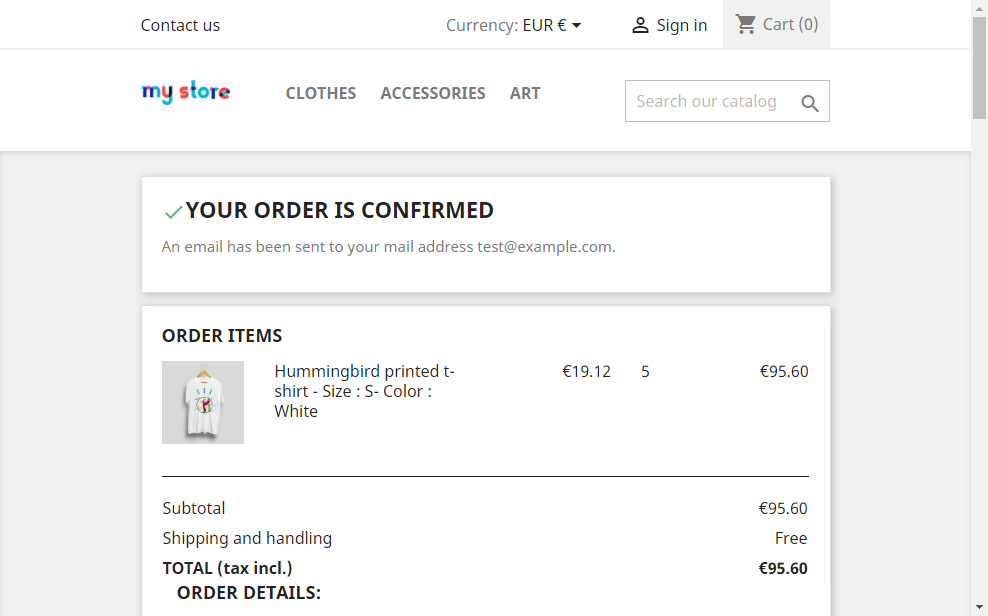 Contact us
Currency: EUR €
Sign in
Cart (0)
my store
CLOTHES
ACCESSORIES
ART
Search our catalog
YOUR ORDER IS CONFIRMED
An email has been sent to your mail address test@example.com.
ORDER ITEMS
Hummingbird printed t-
shirt - Size : S- Color :
White
€19.12
5
€95.60
Subtotal
€95.60
Shipping and handling
Free
TOTAL (tax incl.)
€95.60
ORDER DETAILS: